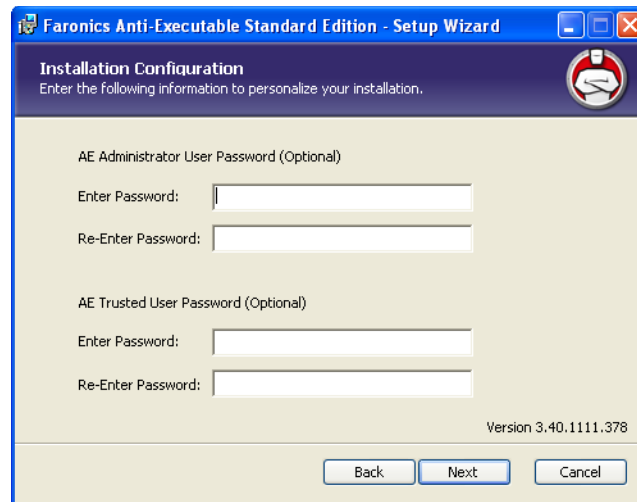 Faronics Anti-Executable Standard Edition - Setup Wizard
Installation Configuration
Enter the following information to personalize your installation.
AE Administrator User Password (Optional)
Enter Password:
Re-Enter Password:
AE Trusted User Password (Optional)
Enter Password:
Re-Enter Password:
Version 3.40.1111.378
Back Next Cancel